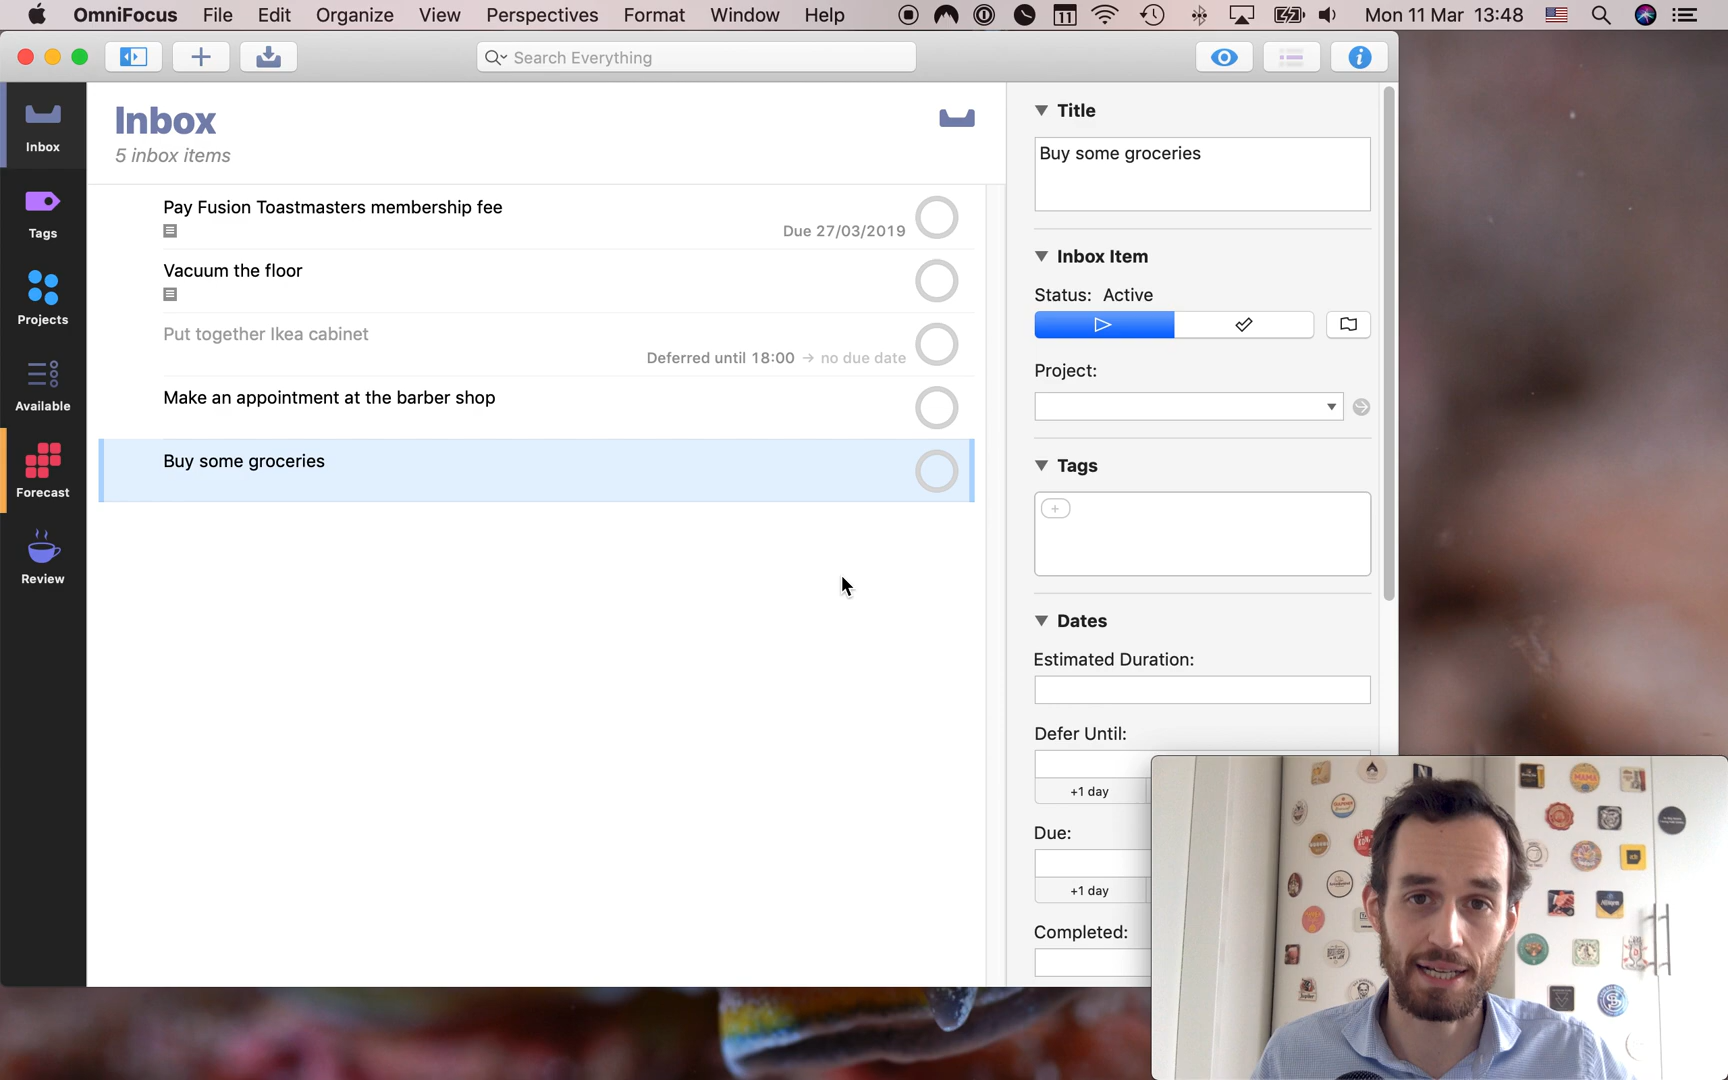 OmniFocus File Edit Organize View Perspectives Format Window Help 11 Mon 11 Mar 13:48
Search Everything
Inbox
Tags
Projects
Available
Forecast
Review
Inbox
5 inbox items
Pay Fusion Toastmasters membership fee
Due 27/03/2019
Vacuum the floor
Put together Ikea cabinet
Deferred until 18:00 → no due date
Make an appointment at the barber shop
Buy some groceries
Title
Buy some groceries
Inbox Item
Status: Active
Project:
Tags
Dates
Estimated Duration:
Defer Until:
+1 day
Due:
+1 day
Completed: